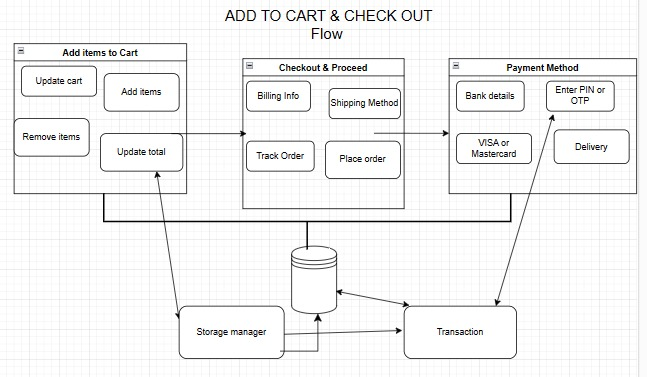 ADD TO CART & CHECK OUT
Flow
Add items to Cart
Update cart
Add items
Remove items
Update total
Checkout & Proceed
Billing Info
Shipping Method
Track Order
Place order
Payment Method
Bank details
Enter PIN or
OTP
VISA or
Mastercard
Delivery
Storage manager
Transaction